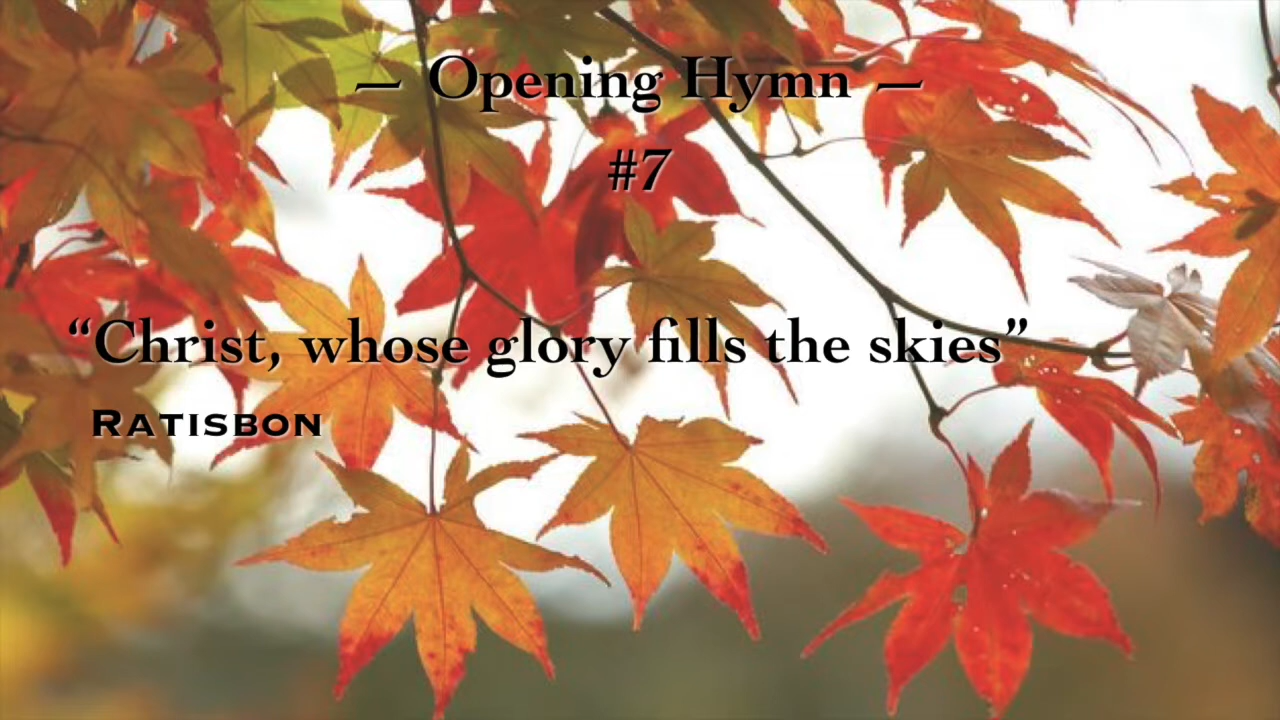 — Opening Hymn —
#7
“Christ, whose glory fills the skies”
Ratisbon